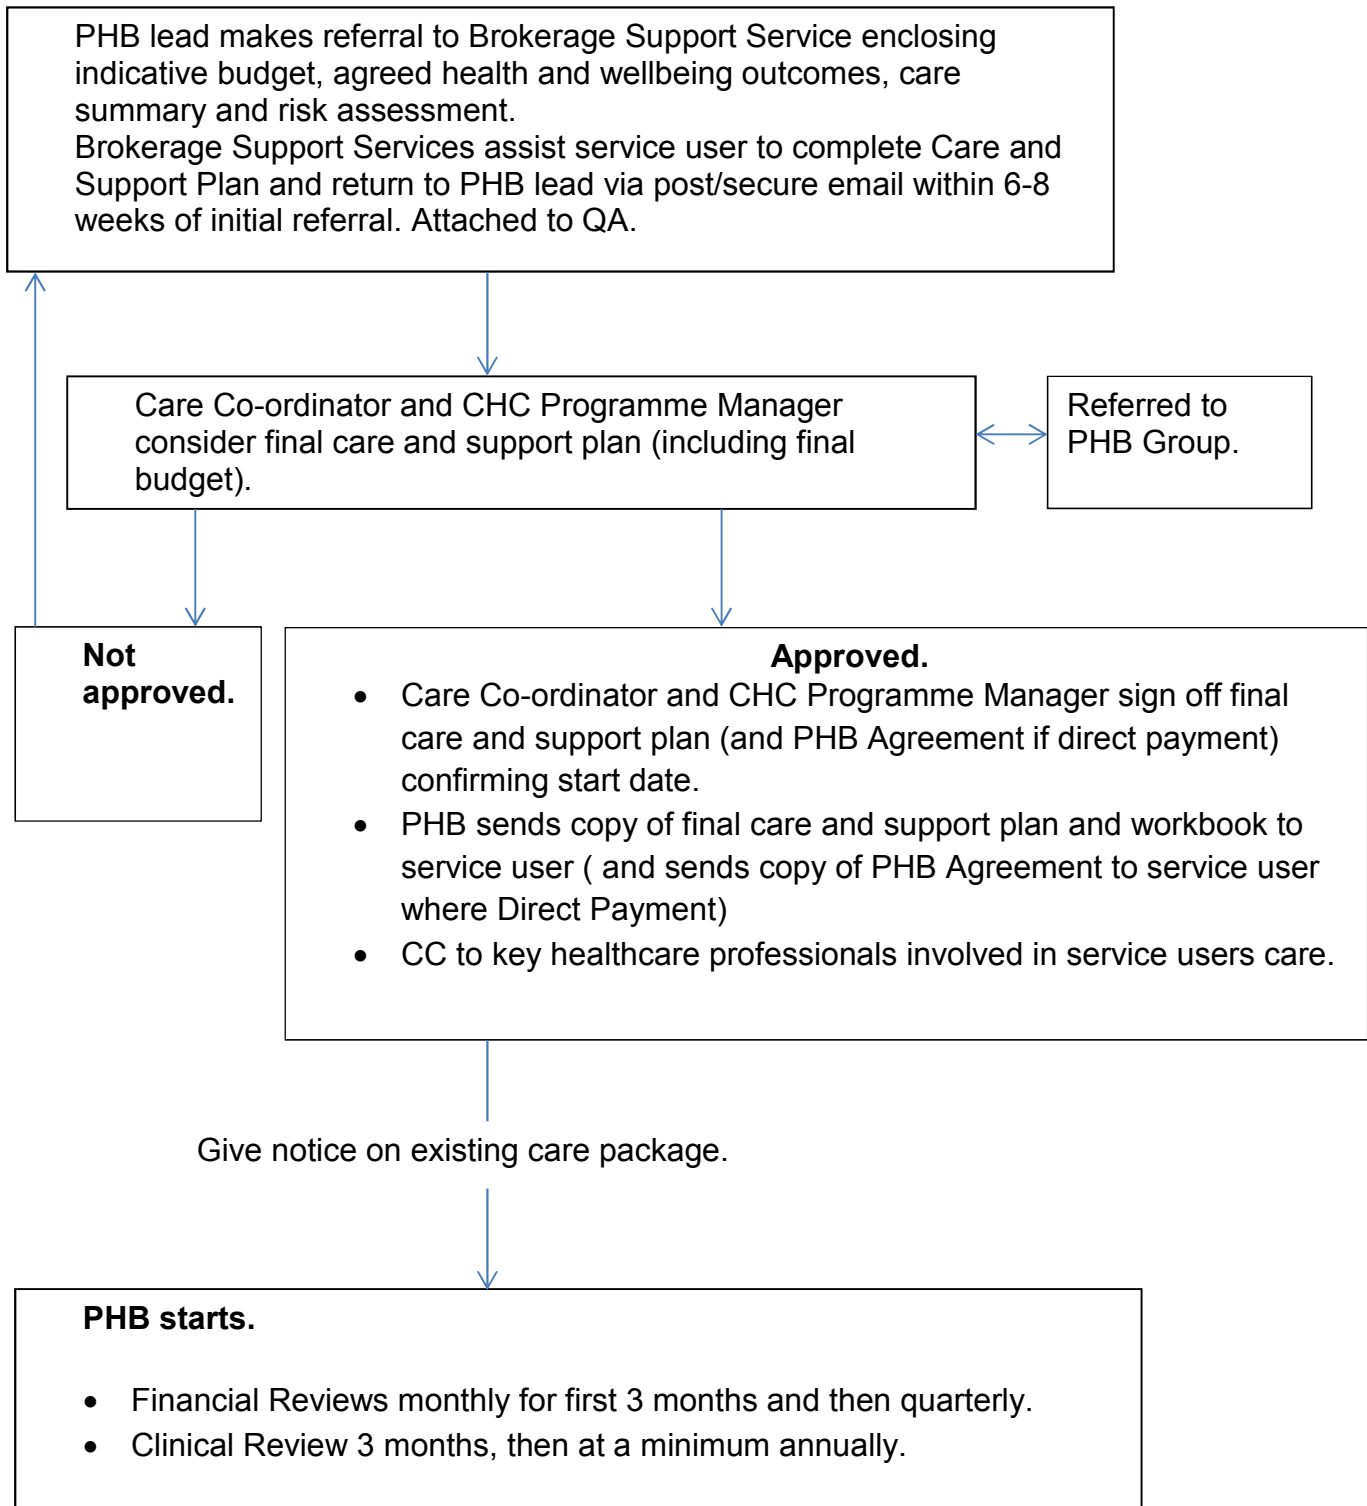 PHB lead makes referral to Brokerage Support Service enclosing
indicative budget, agreed health and wellbeing outcomes, care
summary and risk assessment.
Brokerage Support Services assist service user to complete Care and
Support Plan and return to PHB lead via post/secure email within 6-8
weeks of initial referral. Attached to QA.
Care Co-ordinator and CHC Programme Manager
consider final care and support plan (including final
budget).
Referred to
PHB Group.
Not
approved.
Approved.
• Care Co-ordinator and CHC Programme Manager sign off final
care and support plan (and PHB Agreement if direct payment)
confirming start date.
• PHB sends copy of final care and support plan and workbook to
service user ( and sends copy of PHB Agreement to service user
where Direct Payment)
• CC to key healthcare professionals involved in service users care.
Give notice on existing care package.
PHB starts.
• Financial Reviews monthly for first 3 months and then quarterly.
• Clinical Review 3 months, then at a minimum annually.